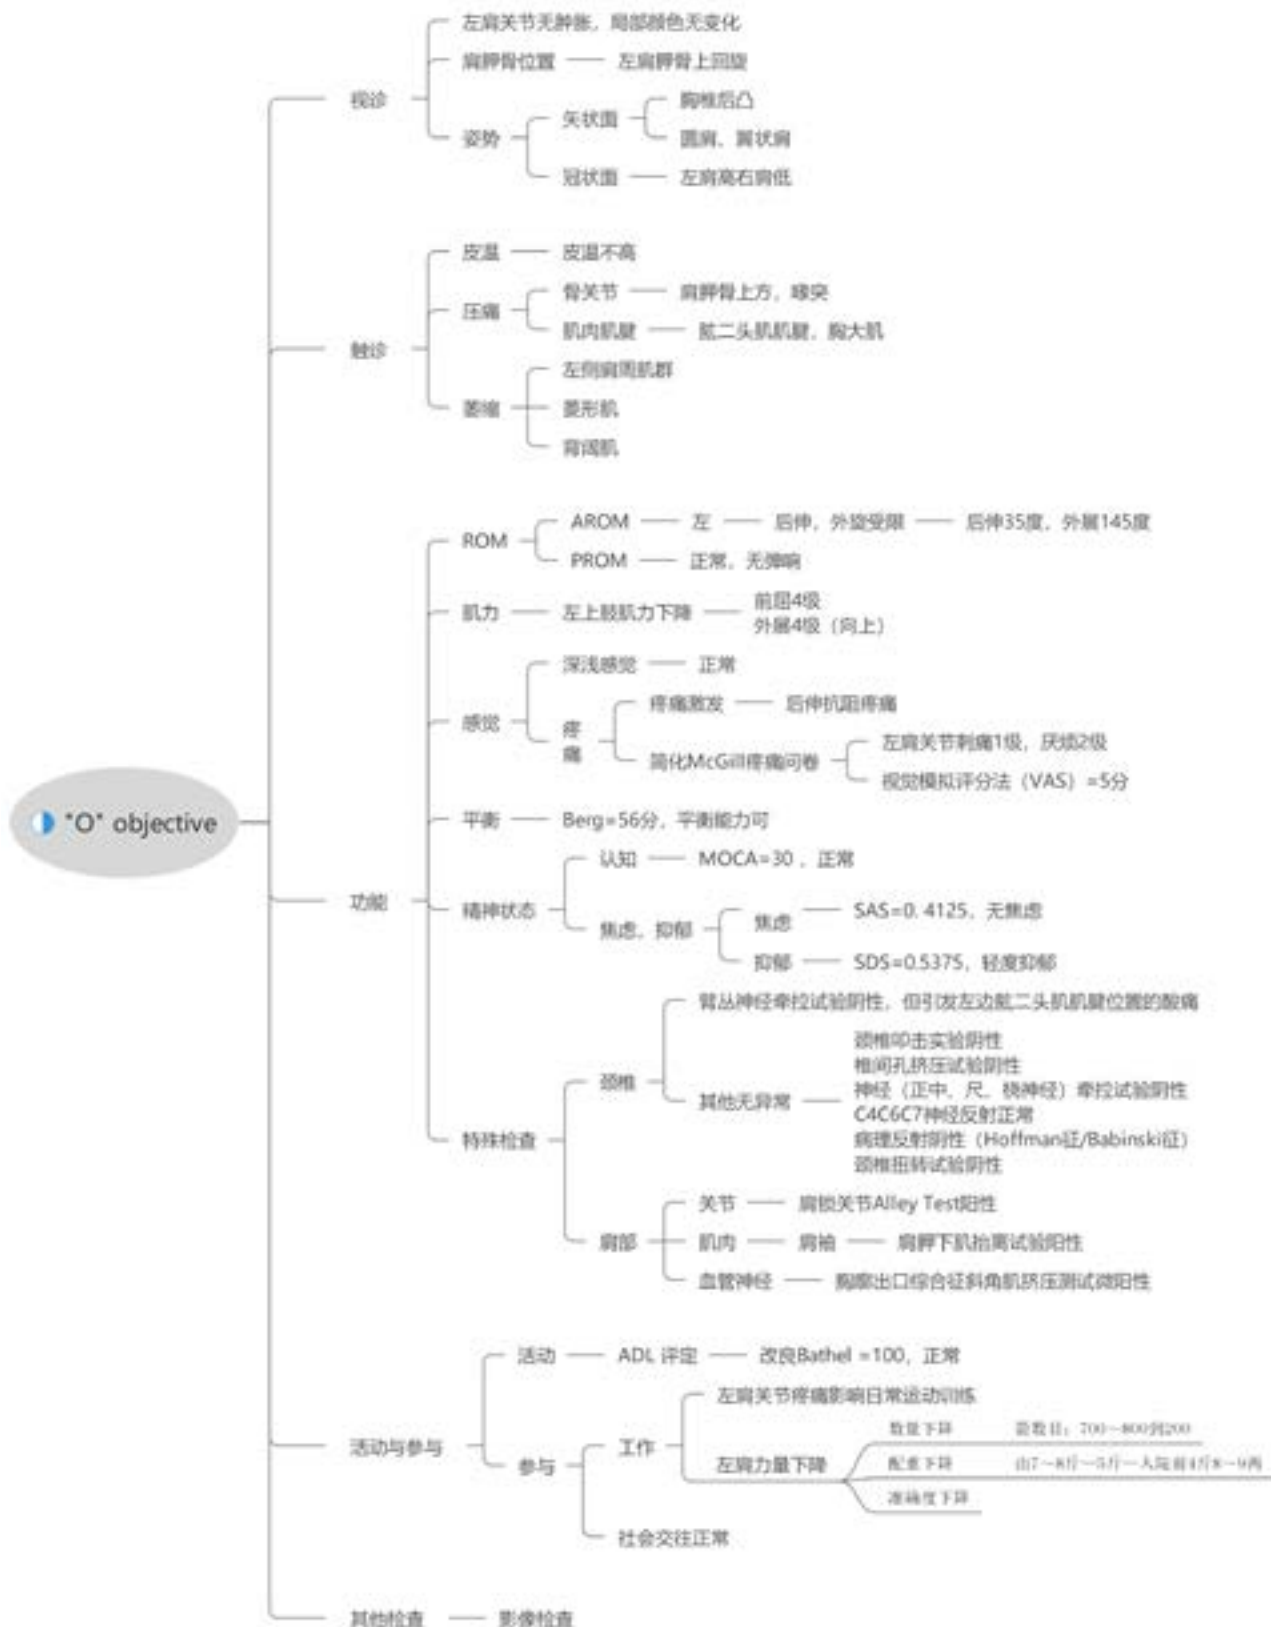 左肩关节无肿胀，局部颜色无变化
肩胛骨位置
左肩胛骨上回旋
视诊
姿势
矢状面
胸椎后凸
圆肩、翼状肩
冠状面
左肩高右肩低
触诊
皮温
皮温不高
压痛
骨关节
肩胛骨上方，喙突
肌肉肌腱
肱二头肌肌腱，胸大肌
萎缩
左侧肩周肌群
菱形肌
背阔肌
"O" objective
功能
ROM
AROM
左
后伸，外旋受限
后伸35度，外展145度
PROM
正常，无弹响
肌力
左上肢肌力下降
前屈4级
外展4级（向上）
感觉
深浅感觉
正常
疼痛
疼痛激发
后伸抗阻疼痛
简化McGill疼痛问卷
左肩关节刺痛1级，厌烦2级
视觉模拟评分法（VAS）=5分
平衡
Berg=56分，平衡能力可
精神状态
认知
MOCA=30 ，正常
焦虑，抑郁
焦虑
SAS=0. 4125，无焦虑
抑郁
SDS=0.5375，轻度抑郁
特殊检查
颈椎
臂丛神经牵拉试验阴性，但引发左边肱二头肌肌腱位置的酸痛
其他无异常
颈椎叩击实验阴性
椎间孔挤压试验阴性
神经（正中、尺、桡神经）牵拉试验阴性
C4C6C7神经反射正常
病理反射阴性（Hoffman征/Babinski征）
颈椎扭转试验阴性
肩部
关节
肩锁关节Alley Test阳性
肌肉
肩袖
肩胛下肌抬离试验阳性
血管神经
胸廓出口综合征斜角肌挤压测试微阳性
活动与参与
活动
ADL 评定
改良Bathel =100，正常
参与
工作
左肩关节疼痛影响日常运动训练
左肩力量下降
数量下降
箭数目：700～800到200
配重下降
由7～8斤－5斤－入院前4斤8～9两
准确度下降
社会交往正常
其他检查
影像检查